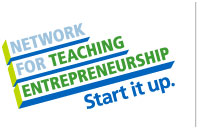 NETWORK
FOR TEACHING
ENTREPRENEURSHIP
Start it up.